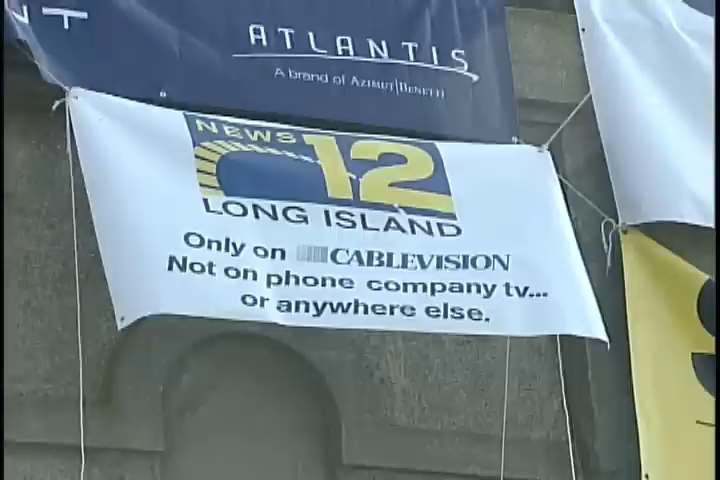 NT
ATLANTIS
A brand of AZIMUT|BENETTI
NEWS 12
LONG ISLAND
Only on CABLEVISION
Not on phone company tv...
or anywhere else.